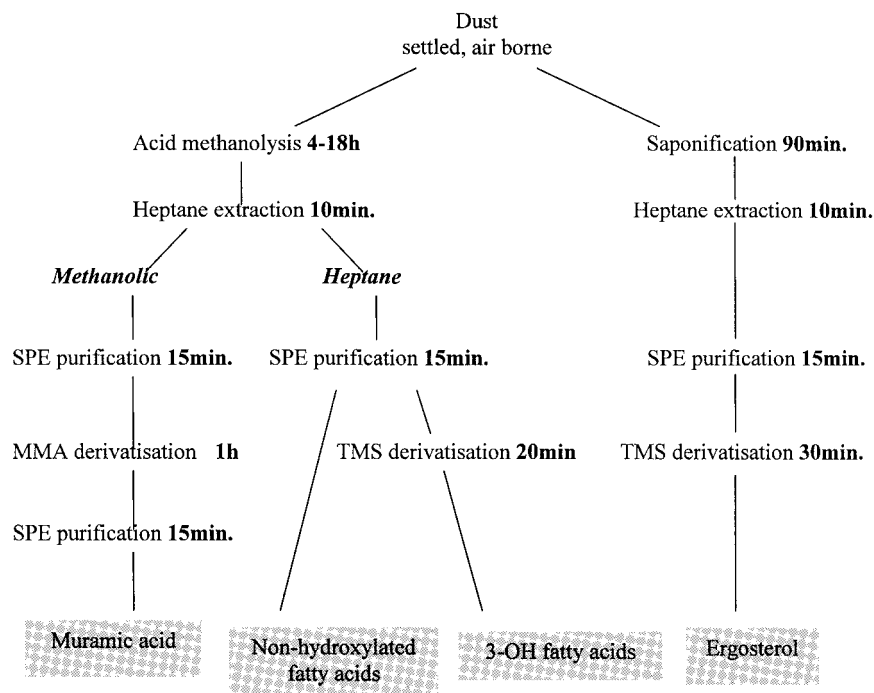 Dust
settled, air borne
Acid methanolysis 4-18h
Saponification 90min.
Heptane extraction 10min.
Heptane extraction 10min.
Methanolic
Heptane
SPE purification 15min.
SPE purification 15min.
SPE purification 15min.
MMA derivatisation 1h
TMS derivatisation 20min
TMS derivatisation 30min.
SPE purification 15min.
Muramic acid
Non-hydroxylated
fatty acids
3-OH fatty acids
Ergosterol